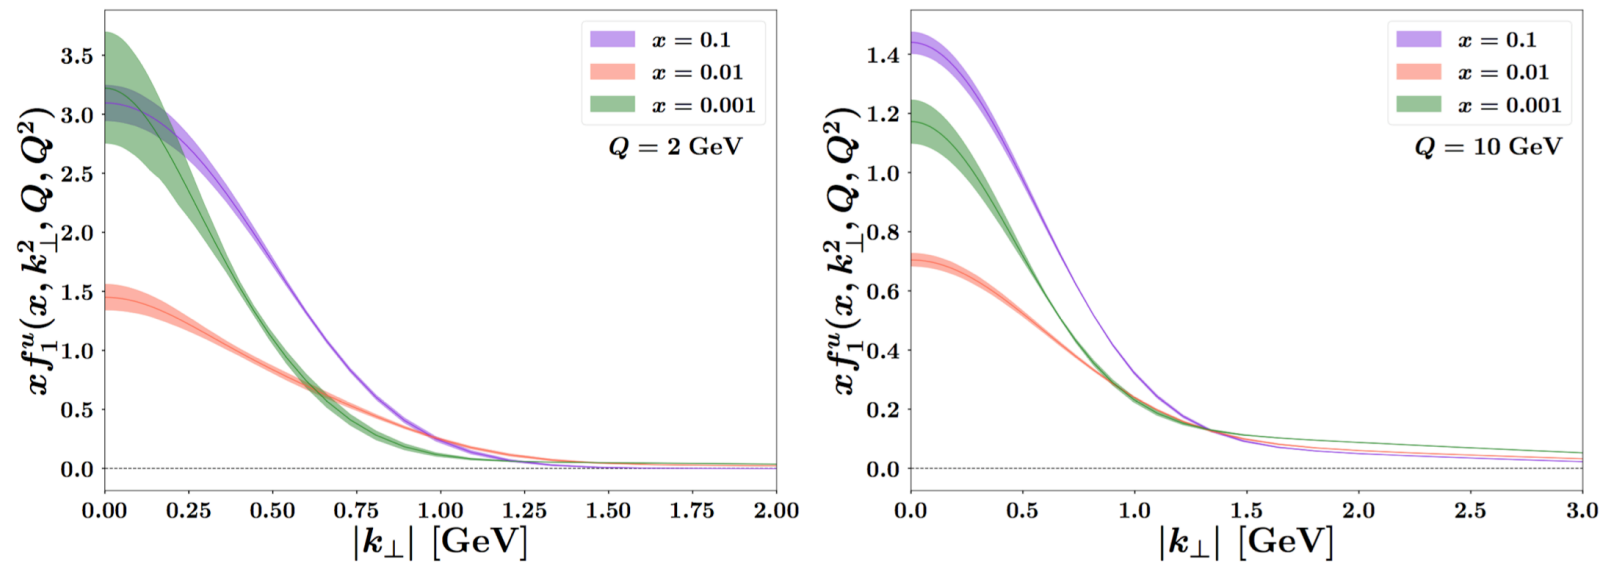 xf₁ᵘ(x, k²⊥, Q, Q²)
3.5
3.0
2.5
2.0
1.5
1.0
0.5
0.0
x = 0.1
x = 0.01
x = 0.001
Q = 2 GeV
0.00 0.25 0.50 0.75 1.00 1.25 1.50 1.75 2.00
|k⊥| [GeV]
xf₁ᵘ(x, k²⊥, Q, Q²)
1.4
1.2
1.0
0.8
0.6
0.4
0.2
0.0
x = 0.1
x = 0.01
x = 0.001
Q = 10 GeV
0.0 0.5 1.0 1.5 2.0 2.5 3.0
|k⊥| [GeV]